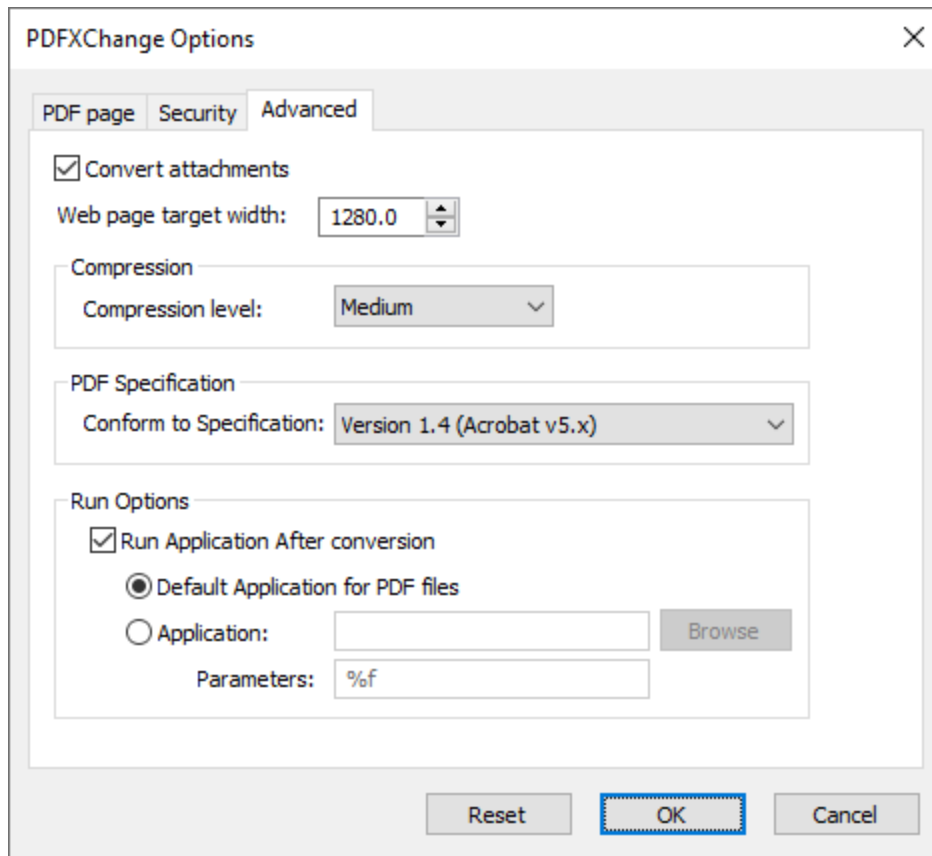 PDFXChange Options
PDF page Security Advanced
Convert attachments
Web page target width: 1280.0
Compression
Compression level: Medium
PDF Specification
Conform to Specification: Version 1.4 (Acrobat v5.x)
Run Options
Run Application After conversion
Default Application for PDF files
Application: Browse
Parameters: %f
Reset OK Cancel